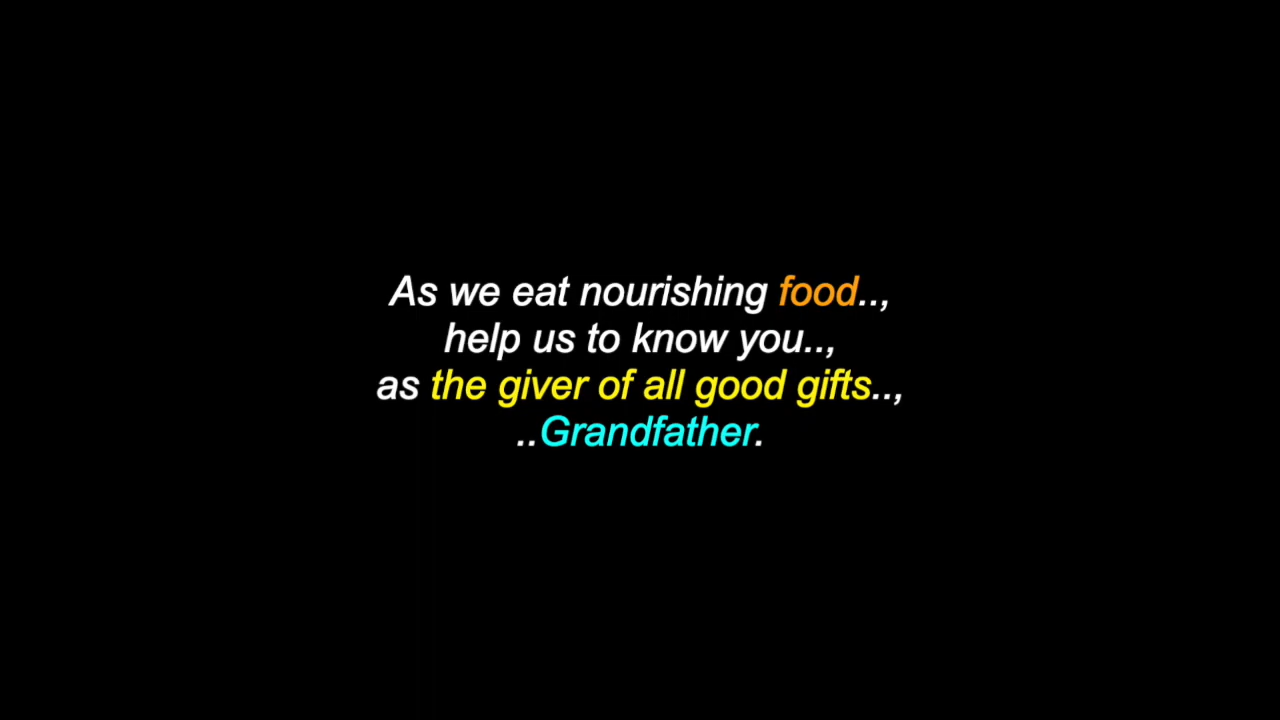 As we eat nourishing food..,
help us to know you..,
as the giver of all good gifts..,
..Grandfather.